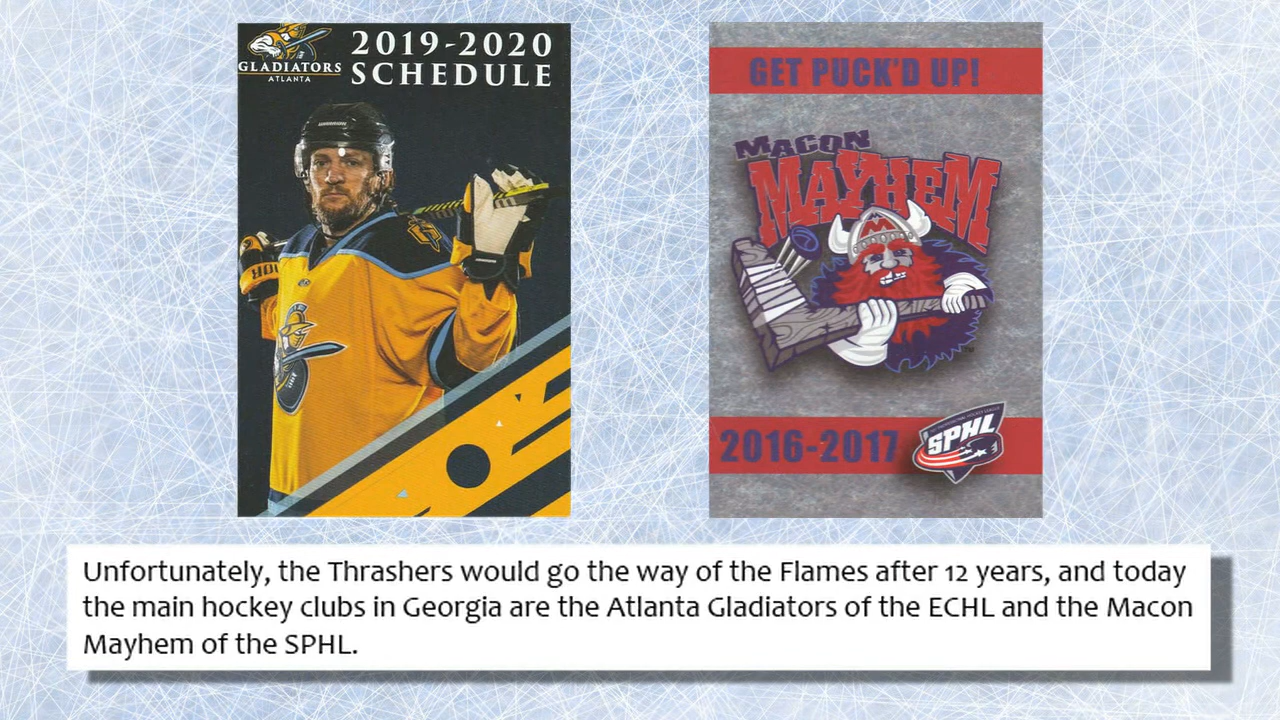 GLADIATORS
ATLANTA
2019-2020
SCHEDULE
WARRIOR
GET PUCK'D UP!
MACON
MAYHEM
2016-2017
SPHL
Unfortunately, the Thrashers would go the way of the Flames after 12 years, and today
the main hockey clubs in Georgia are the Atlanta Gladiators of the ECHL and the Macon
Mayhem of the SPHL.